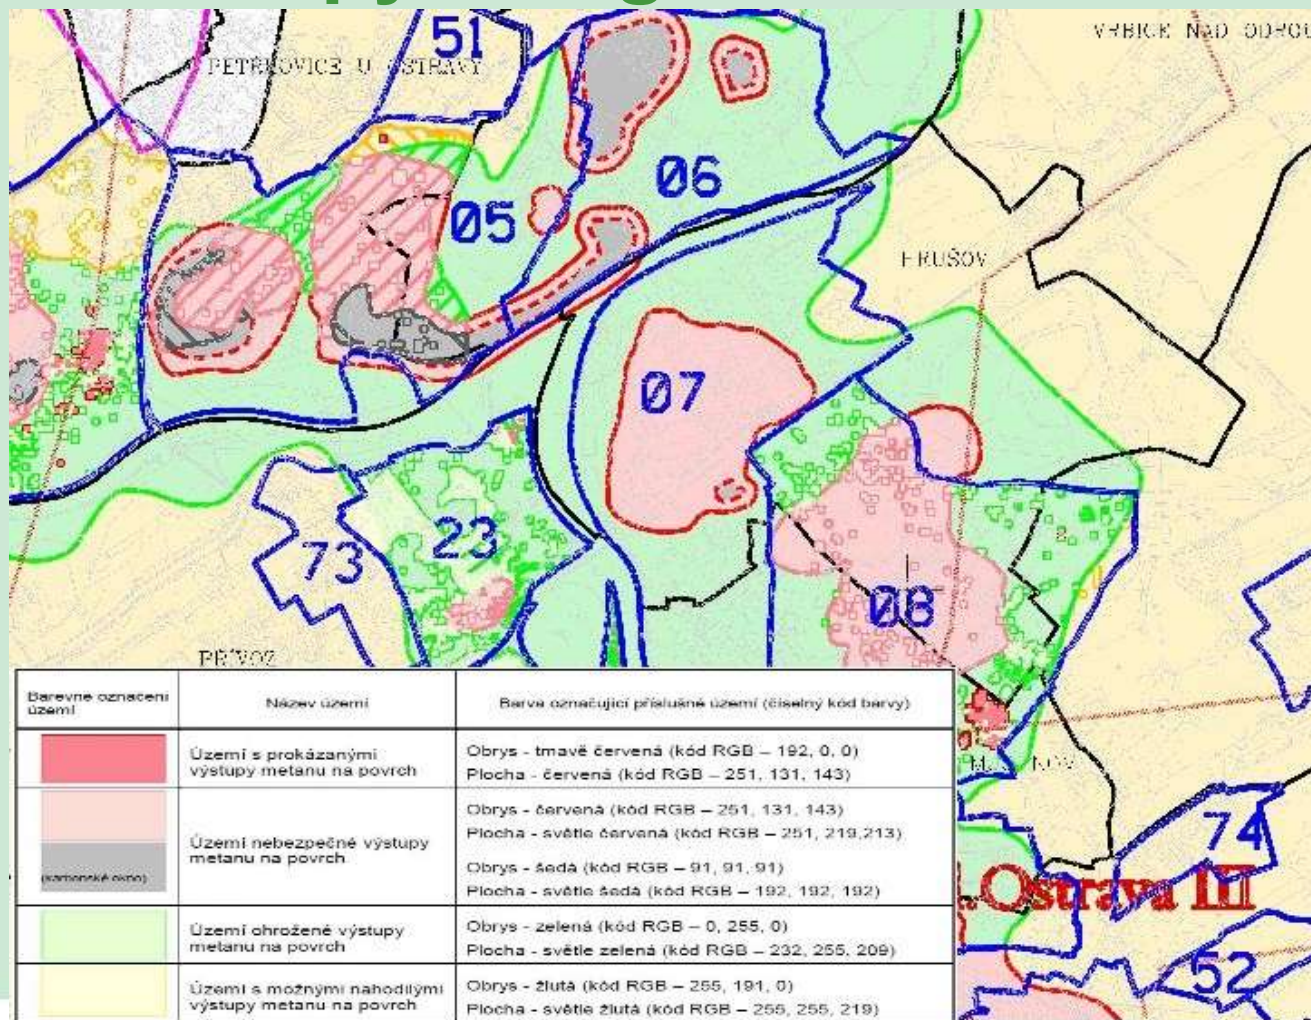 51
VRBICE NAD ODROU
PETŘKOVICE U OSTRAVY
06
05
HRUŠOV
07
23
73
08
PŘÍVOZ
74
Ostrava III
52
Barevné označení
území
Název území
Barva označující příslušné území (číselný kód barvy)
Území s prokázanými
výstupy metanu na povrch
Obrys - tmavě červená (kód RGB – 192, 0, 0)
Plocha - červená (kód RGB – 251, 131, 143)
(karbonské okno)
Území nebezpečné výstupy
metanu na povrch
Obrys - červená (kód RGB – 251, 131, 143)
Plocha - světle červená (kód RGB – 251, 219,213)
Obrys - šedá (kód RGB – 91, 91, 91)
Plocha - světle šedá (kód RGB – 192, 192, 192)
Území ohrožené výstupy
metanu na povrch
Obrys - zelená (kód RGB – 0, 255, 0)
Plocha - světle zelená (kód RGB – 232, 255, 209)
Území s možnými nahodilými
výstupy metanu na povrch
Obrys - žlutá (kód RGB – 255, 191, 0)
Plocha - světle žlutá (kód RGB – 255, 255, 219)